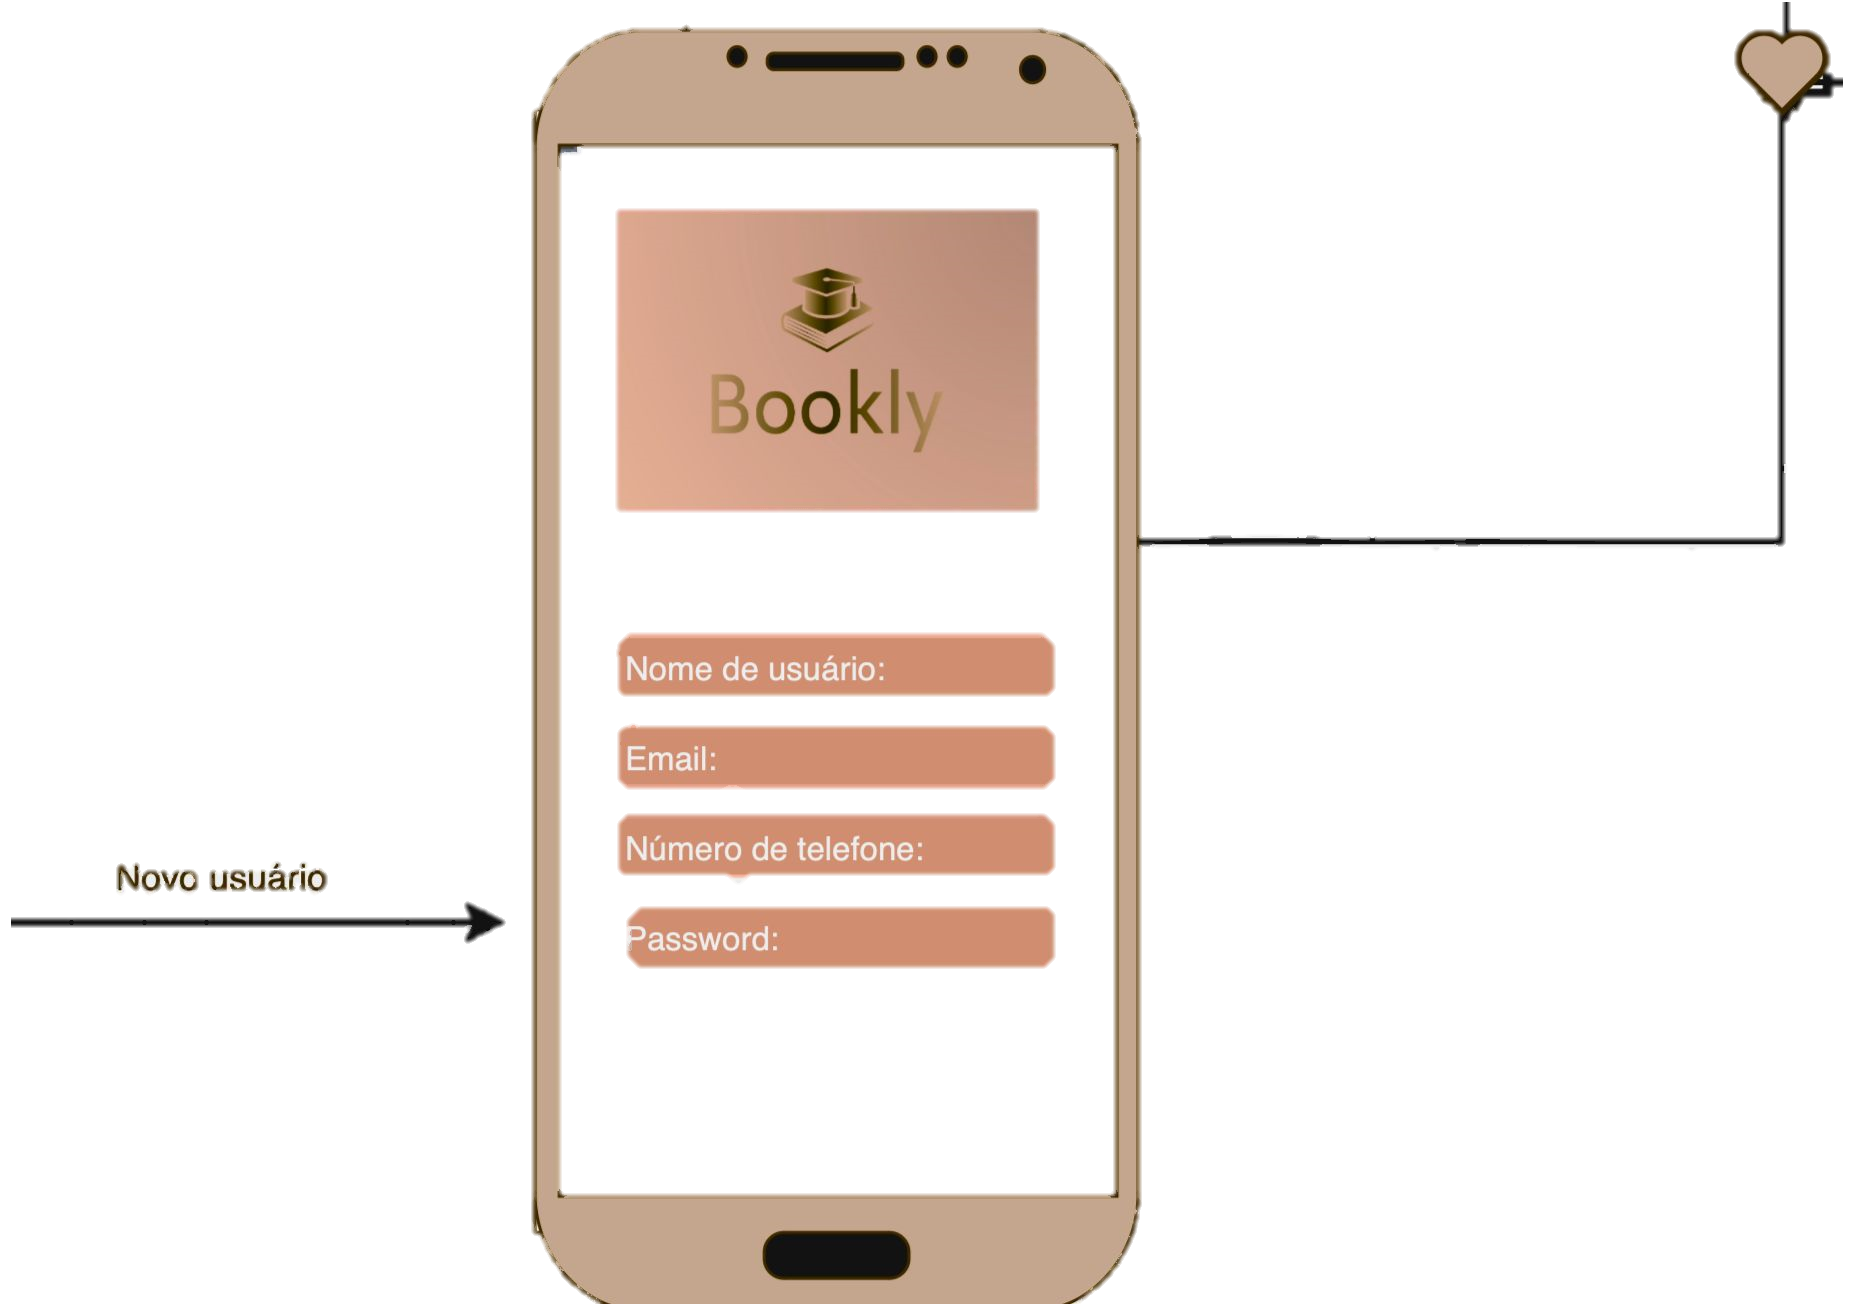 Bookly
Nome de usuário:
Email:
Número de telefone:
Novo usuário
Password: